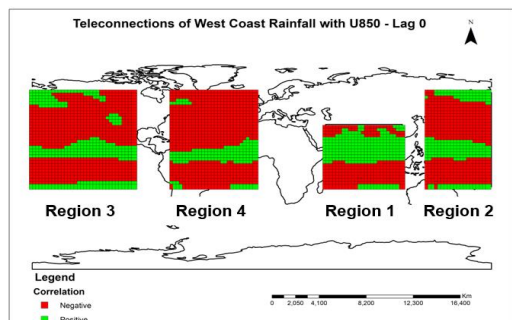 Teleconnections of West Coast Rainfall with U850 - Lag 0
N
Region 3 Region 4 Region 1 Region 2
Legend
Correlation
Negative
Positive
Km
0 2,050 4,100 8,200 12,300 16,400